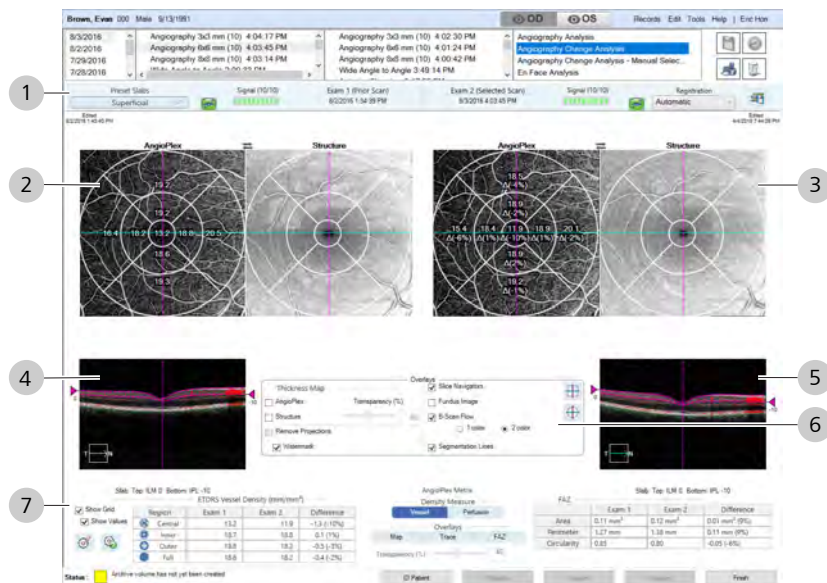 Brown, Evan 000 Male 9/13/1981
OD
OS
Records Edit Tools Help | Enc Hon
8/3/2016
8/2/2016
7/29/2016
7/28/2016
Angiography 3x3 mm (10) 4:04:17 PM
Angiography 6x6 mm (10) 4:03:45 PM
Angiography 8x8 mm (10) 4:03:14 PM
Angiography 3x3 mm (10) 4:02:30 PM
Angiography 6x6 mm (10) 4:01:24 PM
Angiography 8x8 mm (10) 4:00:42 PM
Wide Angle to Angle 3:49:14 PM
Angiography Analysis
Angiography Change Analysis
Angiography Change Analysis - Manual Selec...
En Face Analysis
1
Preset Slabs
Superficial
Signal (10/10)
Exam 1 (Prior Scan)
8/2/2016 1:54:39 PM
Exam 2 (Selected Scan)
8/3/2016 4:03:45 PM
Signal (10/10)
Registration
Automatic
Edited
Edited
AngioPlex
Structure
AngioPlex
Structure
2
3
19.2
19.2
16.4 18.2 13.2 18.8 20.5
18.6
19.3
18.5
Δ(-4%)
18.9
Δ(-2%)
15.4 18.4 11.9 18.9 20.1
Δ(-6%) Δ(1%) Δ(-10%) Δ(1%) Δ(-2%)
18.9
Δ(2%)
19.2
Δ(-1%)
4
5
6
Overlays
Thickness Map
AngioPlex
Transparency (%)
Structure
Remove Projections
Watermark
Slice Navigators
Fundus Image
B-Scan Flow
1 color
2 color
Segmentation Lines
T N
T N
7
Slab: Top: ILM 0 Bottom: IPL -10
Show Grid
Show Values
ETDRS Vessel Density (mm/mm²)
Region Exam 1 Exam 2 Difference
Central 13.2 11.9 -1.3 (-10%)
Inner 18.7 18.8 0.1 (1%)
Outer 18.8 18.3 -0.5 (-3%)
Full 18.6 18.2 -0.4 (-2%)
AngioPlex Metrix
Density Measure
Vessel Perfusion
Overlays
Map Trace FAZ
Transparency (%)
Slab: Top: ILM 0 Bottom: IPL -10
FAZ
Exam 1 Exam 2 Difference
Area 0.11 mm² 0.12 mm² 0.01 mm² (9%)
Perimeter 1.27 mm 1.38 mm 0.11 mm (9%)
Circularity 0.85 0.80 -0.05 (-6%)
Status:
Archive volume has not yet been created
ID Patient
Finish